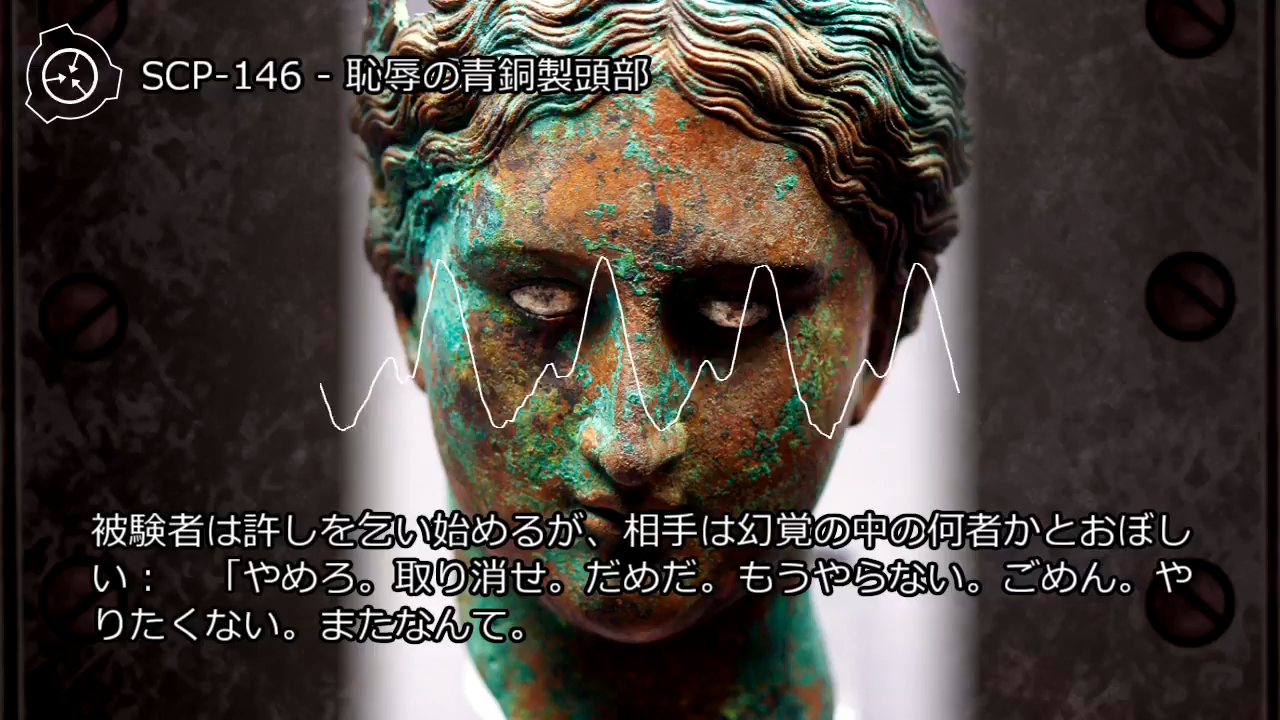 SCP-146 - 恥辱の青銅製頭部
被験者は許しを乞い始めるが、相手は幻覚の中の何者かとおぼし
い：　「やめろ。取り消せ。だめだ。もうやらない。ごめん。や
りたくない。またなんて。